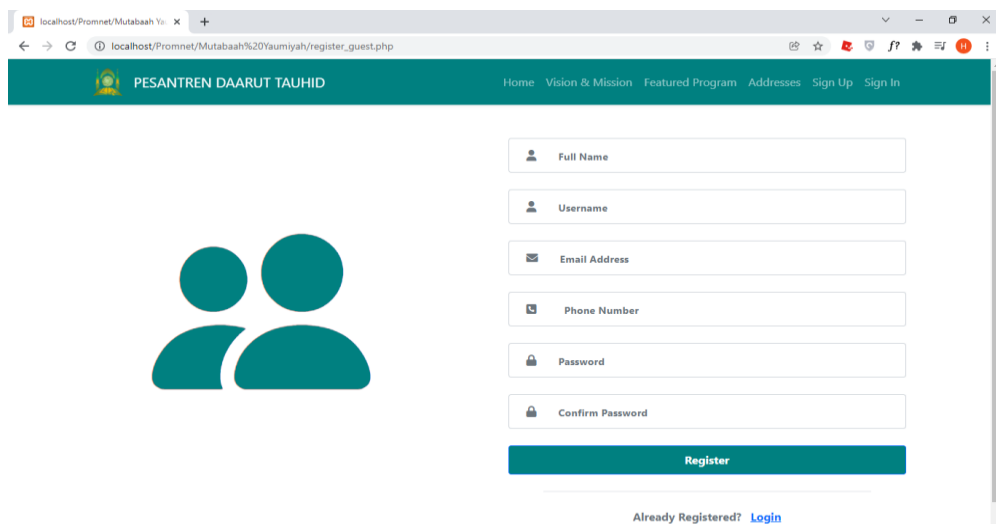 localhost/Promnet/Mutabaah Ya
localhost/Promnet/Mutabaah%20Yaumiyah/register_guest.php
f?
H
PESANTREN DAARUT TAUHID
Home Vision & Mission Featured Program Addresses Sign Up Sign In
Full Name
Username
Email Address
Phone Number
Password
Confirm Password
Register
Already Registered? Login